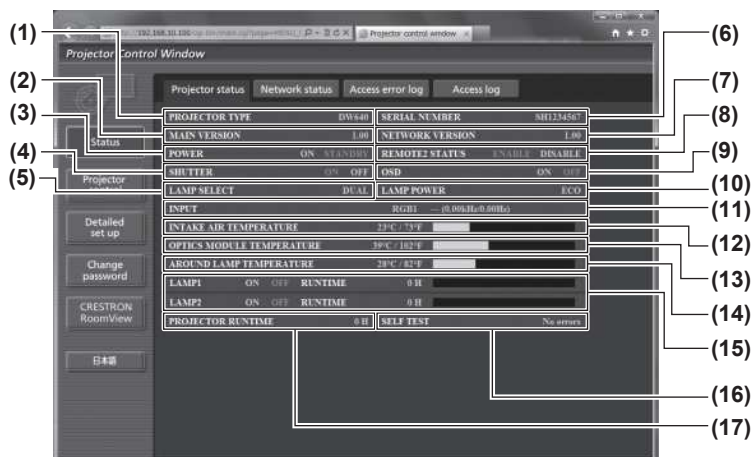 Projector control window
Projector Control Window
Projector status Network status Access error log Access log
(1) PROJECTOR TYPE DW640 SERIAL NUMBER SH1234567 (6)
(2) MAIN VERSION 1.00 NETWORK VERSION 1.00 (7)
(3) POWER ON STANDBY REMOTE2 STATUS ENABLE DISABLE (8)
(4) SHUTTER ON OFF OSD ON OFF (9)
(5) LAMP SELECT DUAL LAMP POWER ECO (10)
INPUT RGB1 — (0.00kHz/0.00Hz) (11)
INTAKE AIR TEMPERATURE 23°C / 73°F (12)
OPTICS MODULE TEMPERATURE 39°C / 102°F (13)
AROUND LAMP TEMPERATURE 28°C / 82°F (14)
LAMP1 ON OFF RUNTIME 0 H
LAMP2 ON OFF RUNTIME 0 H (15)
PROJECTOR RUNTIME 0 H SELF TEST No errors
(16)
(17)
Status
Projector
control
Detailed
set up
Change
password
CRESTRON
RoomView
日本語